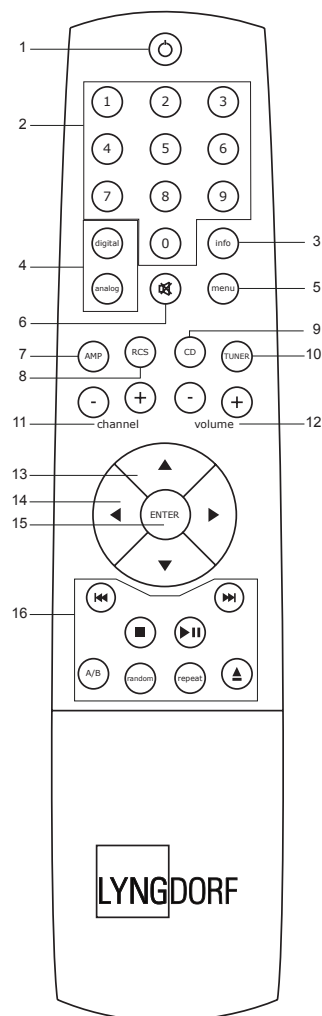 1
2
1 2 3
4 5 6
7 8 9
digital 0 info
3
4
analog menu
5
6
9
7
AMP RCS CD TUNER
10
8
- + - +
11 channel volume 12
13
14
15 ENTER
16
A/B random repeat
LYNGDORF